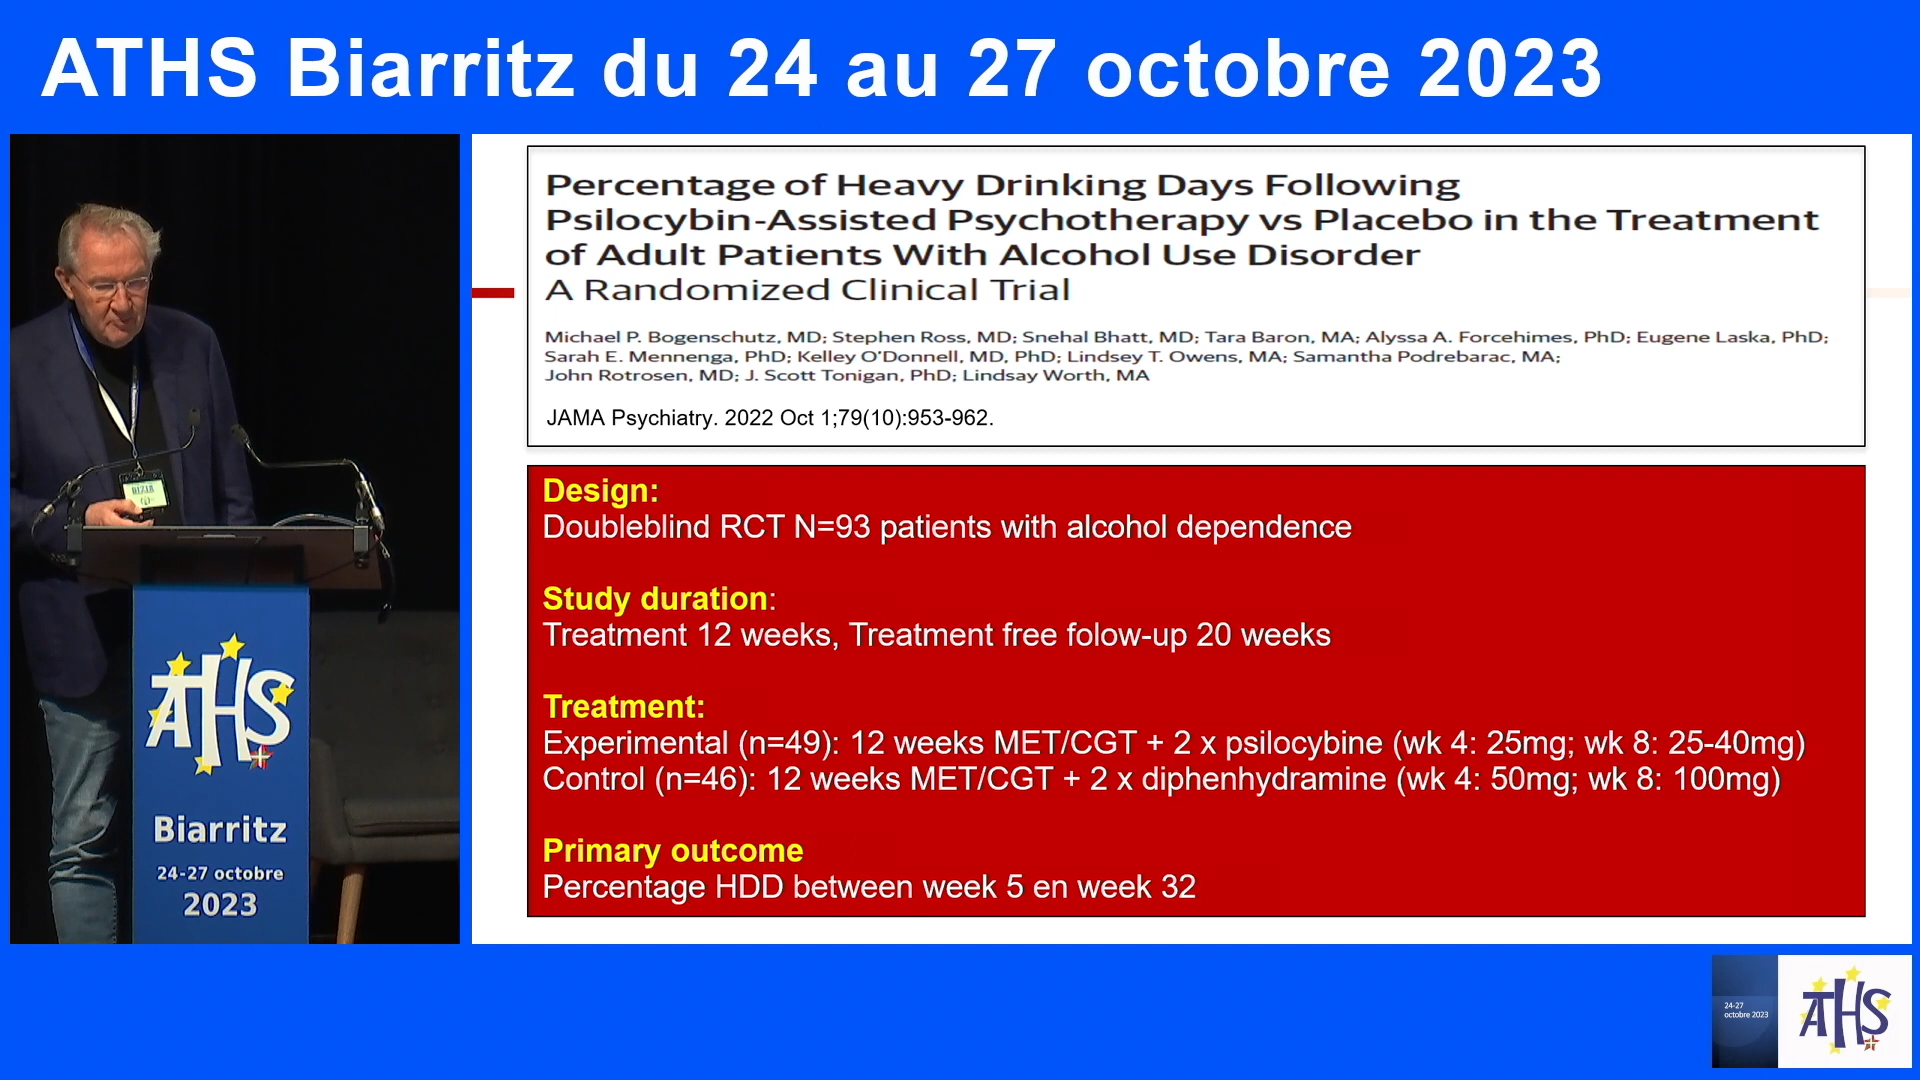 ATHS Biarritz du 24 au 27 octobre 2023
Percentage of Heavy Drinking Days Following
Psilocybin-Assisted Psychotherapy vs Placebo in the Treatment
of Adult Patients With Alcohol Use Disorder
A Randomized Clinical Trial
Michael P. Bogenschutz, MD; Stephen Ross, MD; Snehal Bhatt, MD; Tara Baron, MA; Alyssa A. Forcehimes, PhD; Eugene Laska, PhD;
Sarah E. Mennenga, PhD; Kelley O'Donnell, MD, PhD; Lindsey T. Owens, MA; Samantha Podrebarac, MA;
John Rotrosen, MD; J. Scott Tonigan, PhD; Lindsay Worth, MA
JAMA Psychiatry. 2022 Oct 1;79(10):953-962.
Design:
Doubleblind RCT N=93 patients with alcohol dependence
Study duration:
Treatment 12 weeks, Treatment free folow-up 20 weeks
Treatment:
Experimental (n=49): 12 weeks MET/CGT + 2 x psilocybine (wk 4: 25mg; wk 8: 25-40mg)
Control (n=46): 12 weeks MET/CGT + 2 x diphenhydramine (wk 4: 50mg; wk 8: 100mg)
Primary outcome
Percentage HDD between week 5 en week 32
ATHS
Biarritz
24-27 octobre
2023
24-27
octobre 2023
ATHS